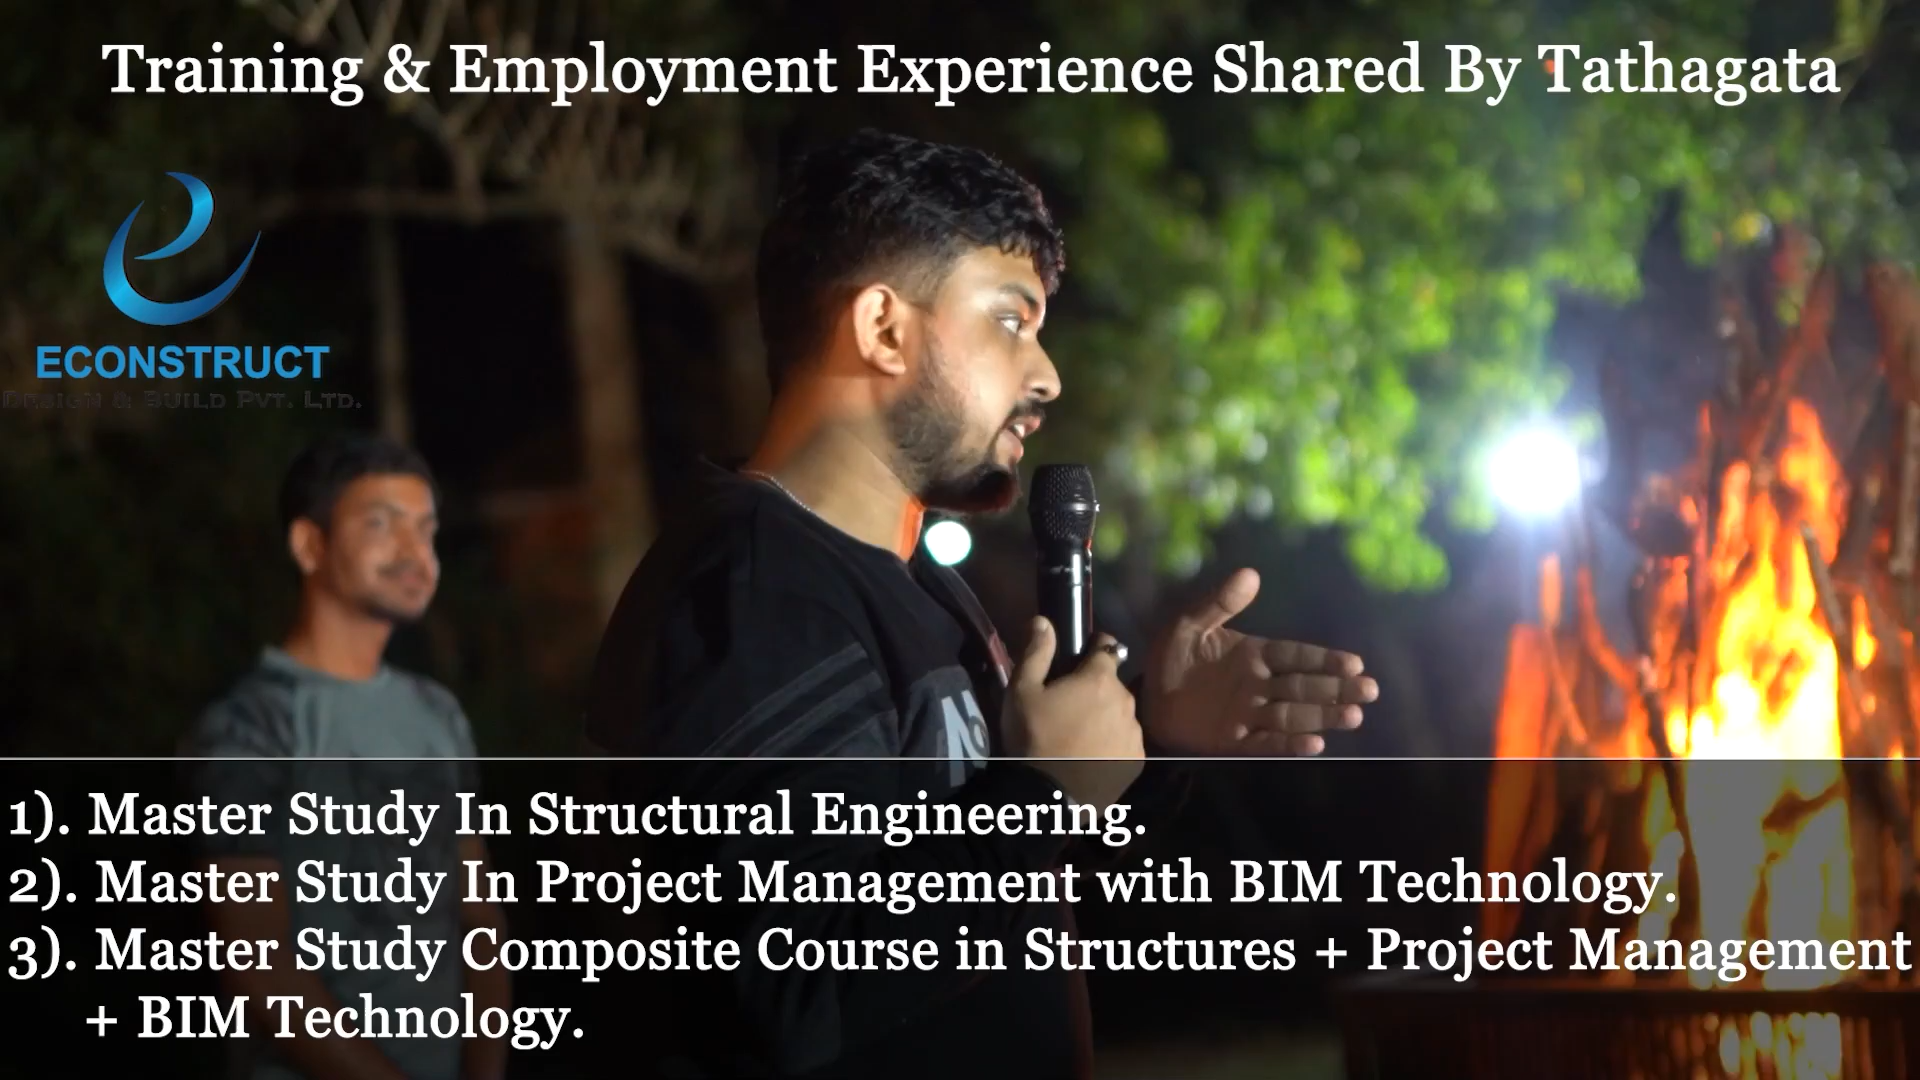 Training & Employment Experience Shared By Tathagata
ECONSTRUCT
DESIGN & BUILD PVT. LTD.
1). Master Study In Structural Engineering.
2). Master Study In Project Management with BIM Technology.
3). Master Study Composite Course in Structures + Project Management
+ BIM Technology.